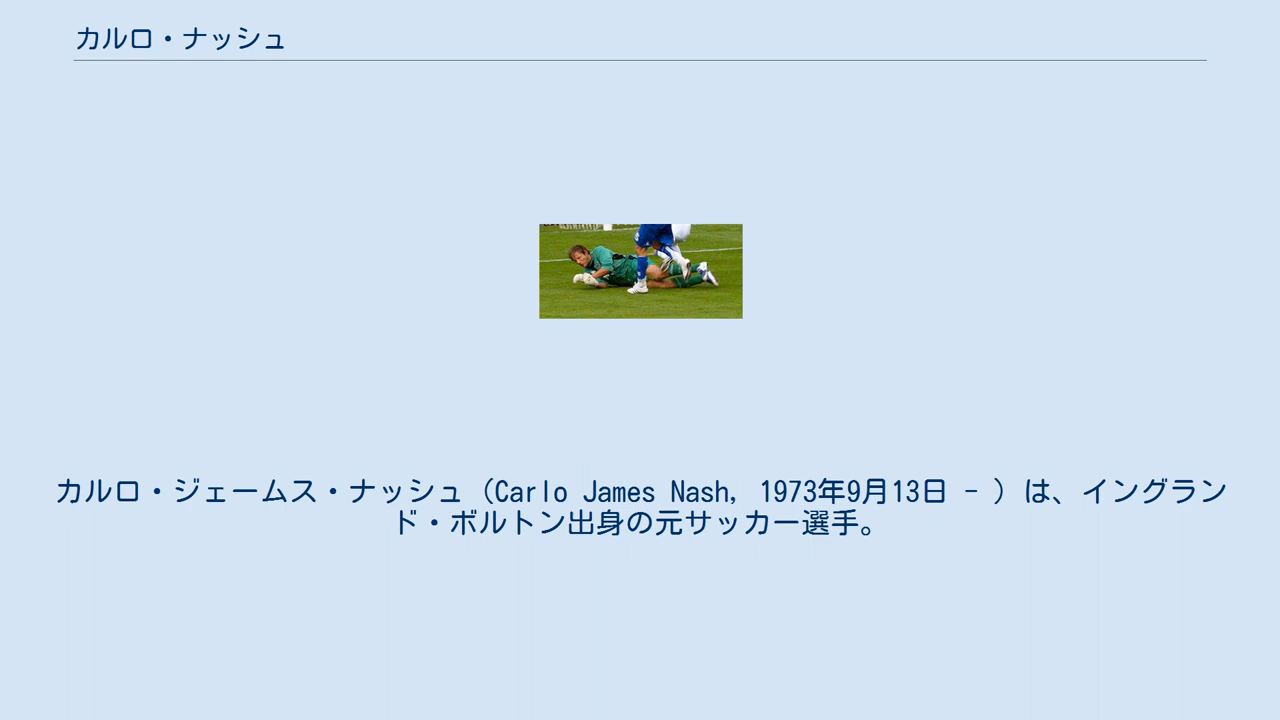 カルロ・ナッシュ
カルロ・ジェームス・ナッシュ（Carlo James Nash, 1973年9月13日 - ）は、イングラン
ド・ボルトン出身の元サッカー選手。